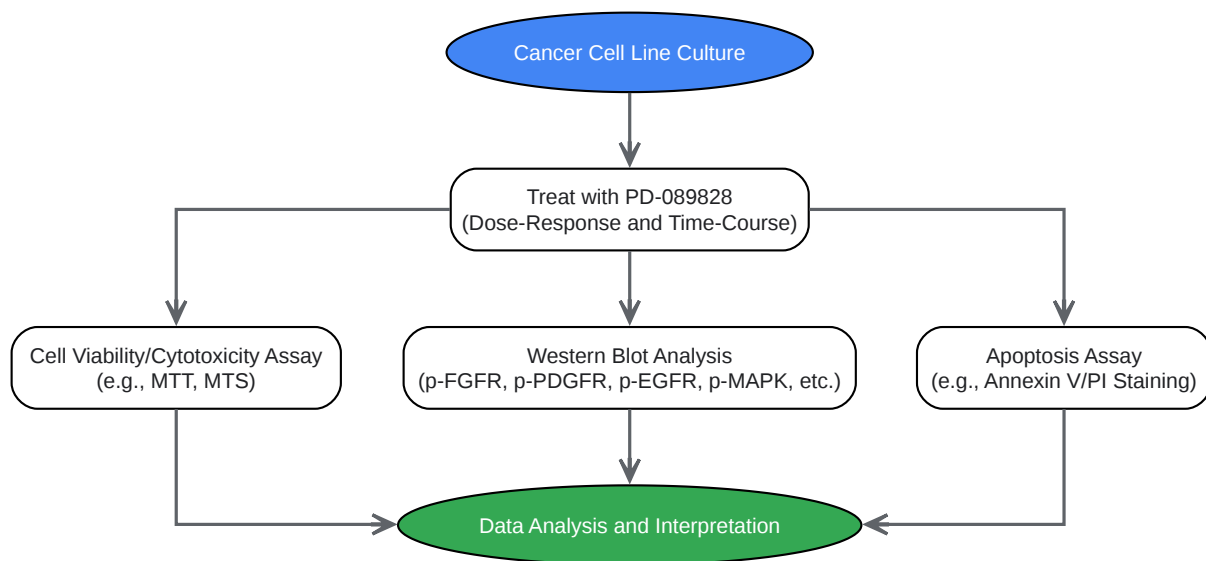 Cancer Cell Line Culture
Treat with PD-089828
(Dose-Response and Time-Course)
Cell Viability/Cytotoxicity Assay
(e.g., MTT, MTS)
Western Blot Analysis
(p-FGFR, p-PDGFR, p-EGFR, p-MAPK, etc.)
Apoptosis Assay
(e.g., Annexin V/PI Staining)
Data Analysis and Interpretation